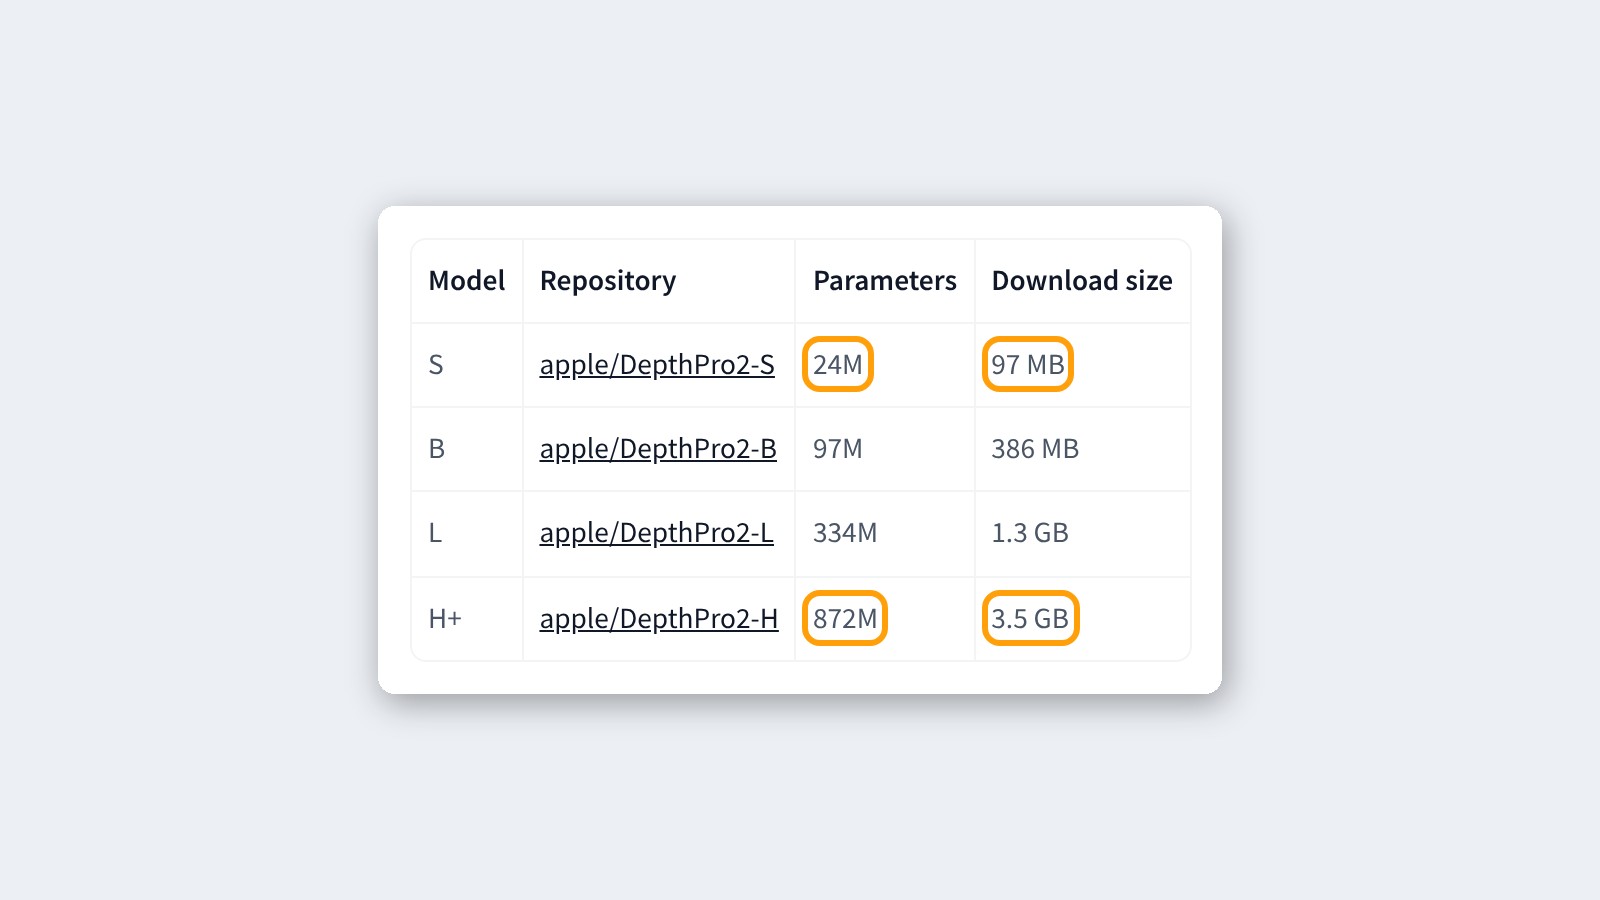 Model Repository Parameters Download size
S apple/DepthPro2-S 24M 97 MB
B apple/DepthPro2-B 97M 386 MB
L apple/DepthPro2-L 334M 1.3 GB
H+ apple/DepthPro2-H 872M 3.5 GB